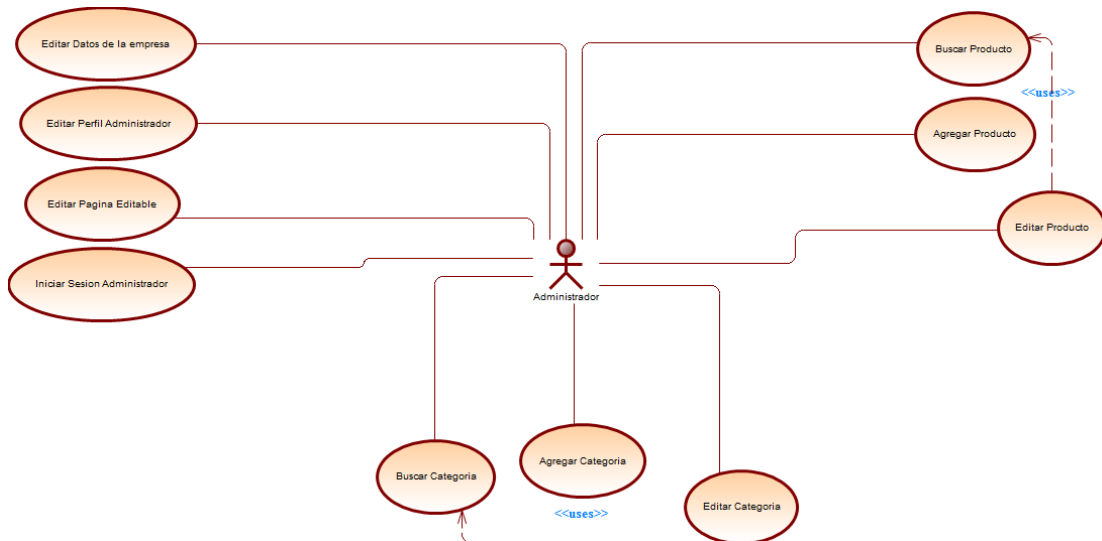 Editar Datos de la empresa
Buscar Producto
<<uses>>
Editar Perfil Administrador
Agregar Producto
Editar Pagina Editable
Editar Producto
Iniciar Sesion Administrador
Administrador
Buscar Categoria
Agregar Categoria
Editar Categoria
<<uses>>